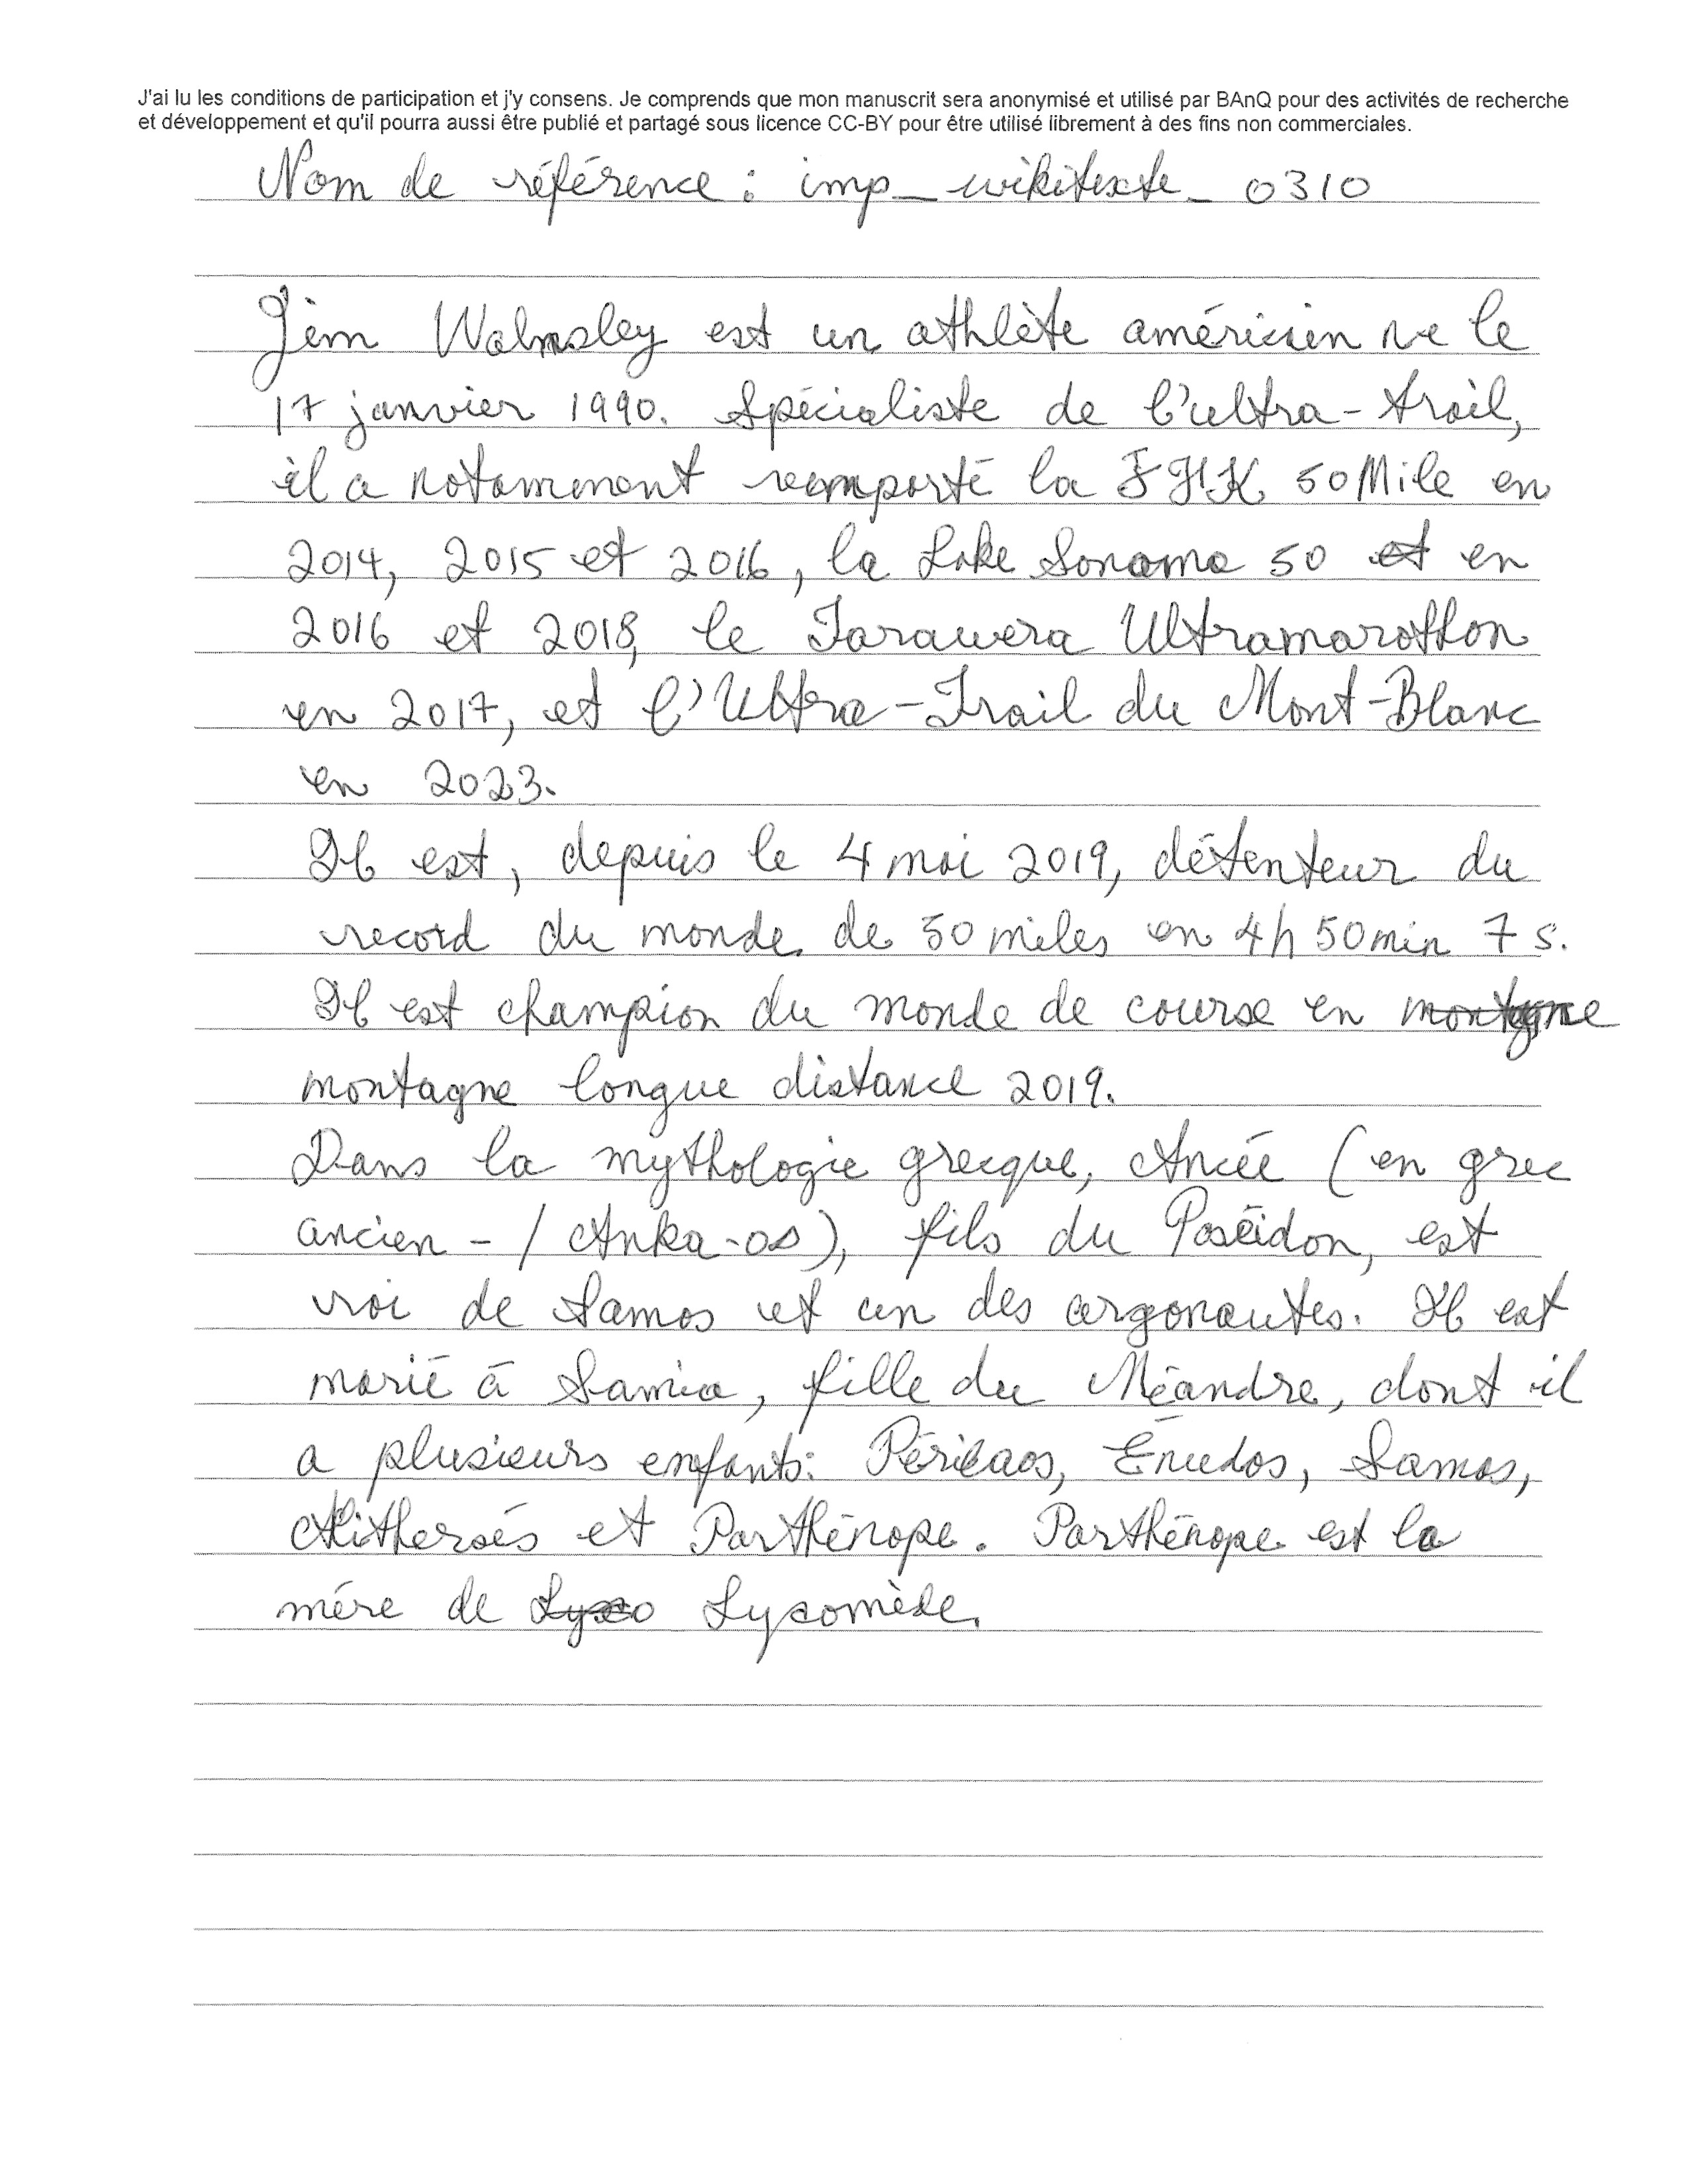 J'ai lu les conditions de participation et j'y consens. Je comprends que mon manuscrit sera anonymisé et utilisé par BAnQ pour des activités de recherche
et développement et qu'il pourra aussi être publié et partagé sous licence CC-BY pour être utilisé librement à des fins non commerciales.
Nom de référence : imp_wikitexte_0310
Jim Walmsley est un athlète américien ne le
17 janvier 1990. Spécialiste de l'ultra-trail,
il a notamment remporté la JFK 50 Mile en
2014, 2015 et 2016, la Lake Sonoma 50 et en
2016 et 2018, le Tarawera Ultramarathon
en 2017, et l'Ultra-Trail du Mont-Blanc
en 2023.
Il est, depuis le 4 mai 2019, détenteur du
record du monde de 50 miles en 4h 50min 7 s.
Il est champion du monde de course en montagne
montagne longue distance 2019.
Dans la mythologie grecque, Ancée (en grec
ancien - / Anka-os), fils du Poséidon, est
roi de Samos et un des argonautes. Il est
marié à Samia, fille du Méandre, dont il
a plusieurs enfants: Périlaos, Énudos, Samos,
Alithersés et Parthénope. Parthénope est la
mére de Lyco Lycomède.